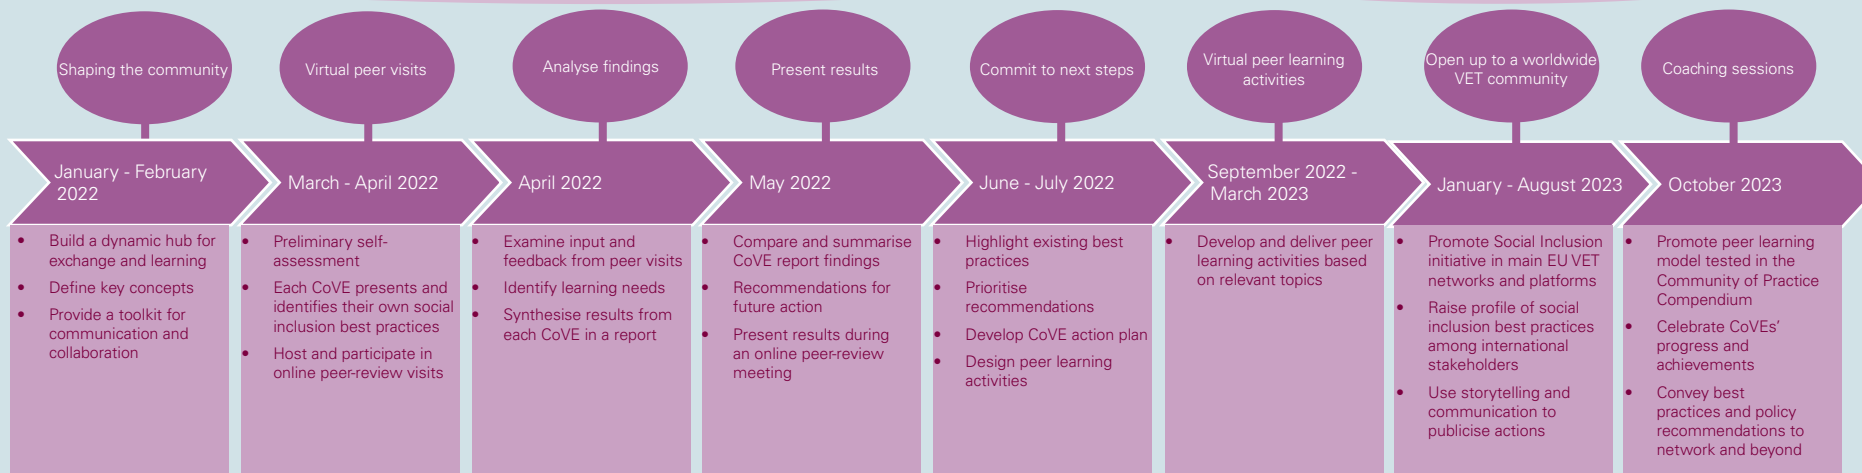 Shaping the community
Virtual peer visits
Analyse findings
Present results
Commit to next steps
Virtual peer learning
activities
Open up to a worldwide
VET community
Coaching sessions
January - February
2022
March - April 2022
April 2022
May 2022
June - July 2022
September 2022 -
March 2023
January - August 2023
October 2023
• Build a dynamic hub for
exchange and learning
• Define key concepts
• Provide a toolkit for
communication and
collaboration
• Preliminary self-
assessment
• Each CoVE presents and
identifies their own social
inclusion best practices
• Host and participate in
online peer-review visits
• Examine input and
feedback from peer visits
• Identify learning needs
• Synthesise results from
each CoVE in a report
• Compare and summarise
CoVE report findings
• Recommendations for
future action
• Present results during
an online peer-review
meeting
• Highlight existing best
practices
• Prioritise
recommendations
• Develop CoVE action plan
• Design peer learning
activities
• Develop and deliver peer
learning activities based
on relevant topics
• Promote Social Inclusion
initiative in main EU VET
networks and platforms
• Raise profile of social
inclusion best practices
among international
stakeholders
• Use storytelling and
communication to
publicise actions
• Promote peer learning
model tested in the
Community of Practice
Compendium
• Celebrate CoVEs'
progress and
achievements
• Convey best
practices and policy
recommendations to
network and beyond